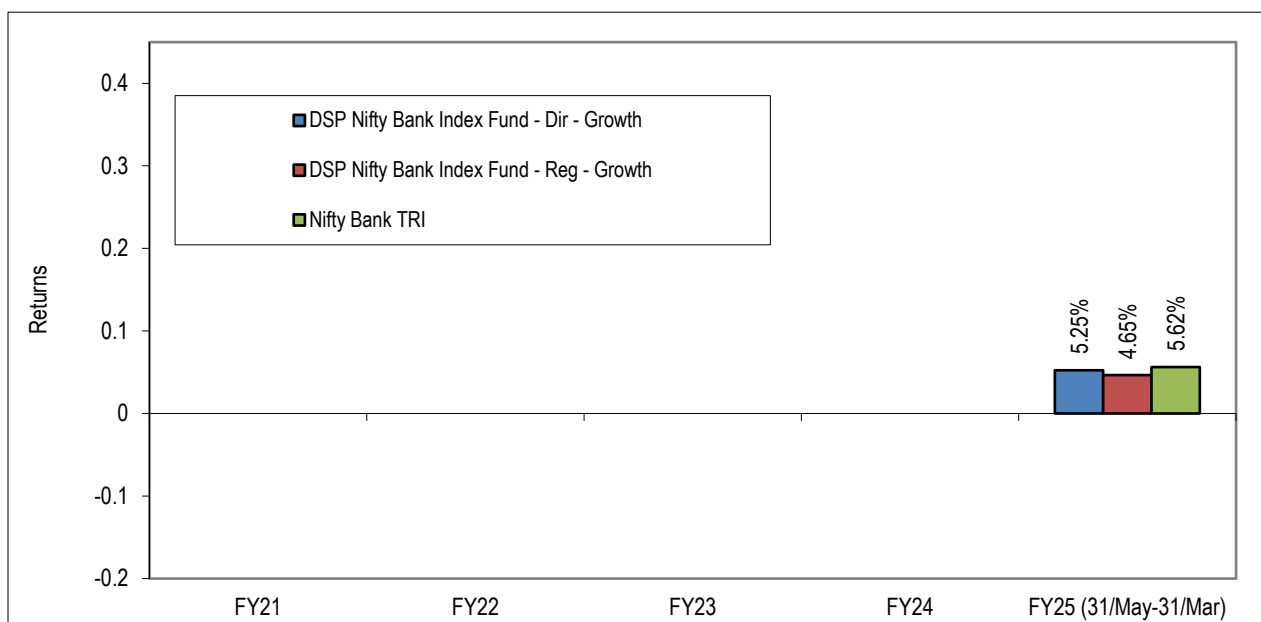 0.4
0.3
0.2
0.1
0
-0.1
-0.2
Returns
DSP Nifty Bank Index Fund - Dir - Growth
DSP Nifty Bank Index Fund - Reg - Growth
Nifty Bank TRI
5.25%
4.65%
5.62%
FY21
FY22
FY23
FY24
FY25 (31/May-31/Mar)